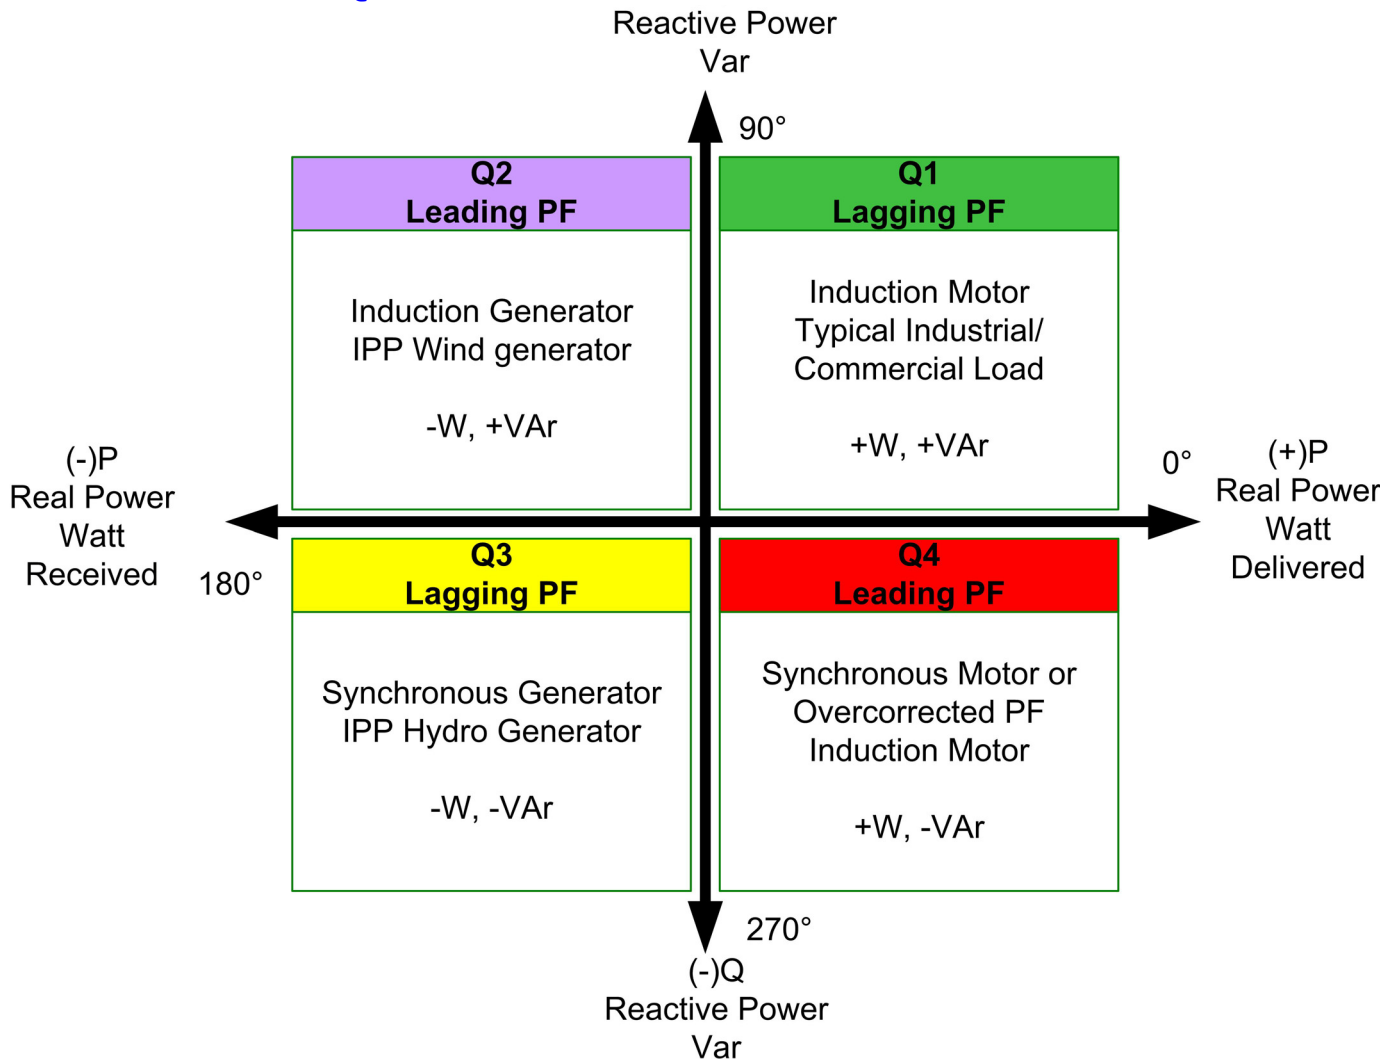 Reactive Power
Var
90°
Q2
Leading PF
Induction Generator
IPP Wind generator
-W, +VAr
Q1
Lagging PF
Induction Motor
Typical Industrial/
Commercial Load
+W, +VAr
(-)P
Real Power
Watt
Received
180°
0°
(+)P
Real Power
Watt
Delivered
Q3
Lagging PF
Synchronous Generator
IPP Hydro Generator
-W, -VAr
Q4
Leading PF
Synchronous Motor or
Overcorrected PF
Induction Motor
+W, -VAr
270°
(-)Q
Reactive Power
Var